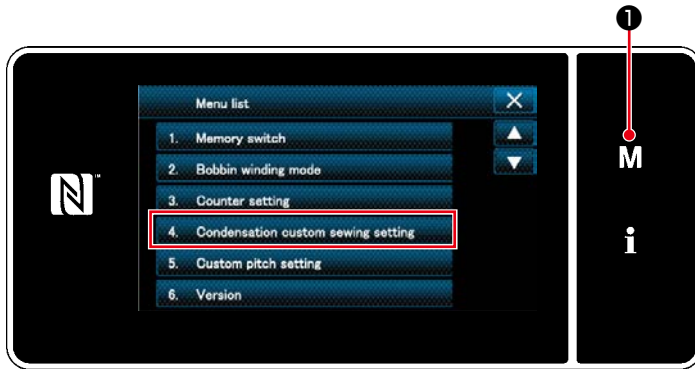 ❶
Menu list
1. Memory switch
2. Bobbin winding mode
3. Counter setting
4. Condensation custom sewing setting
5. Custom pitch setting
6. Version
N
M
i